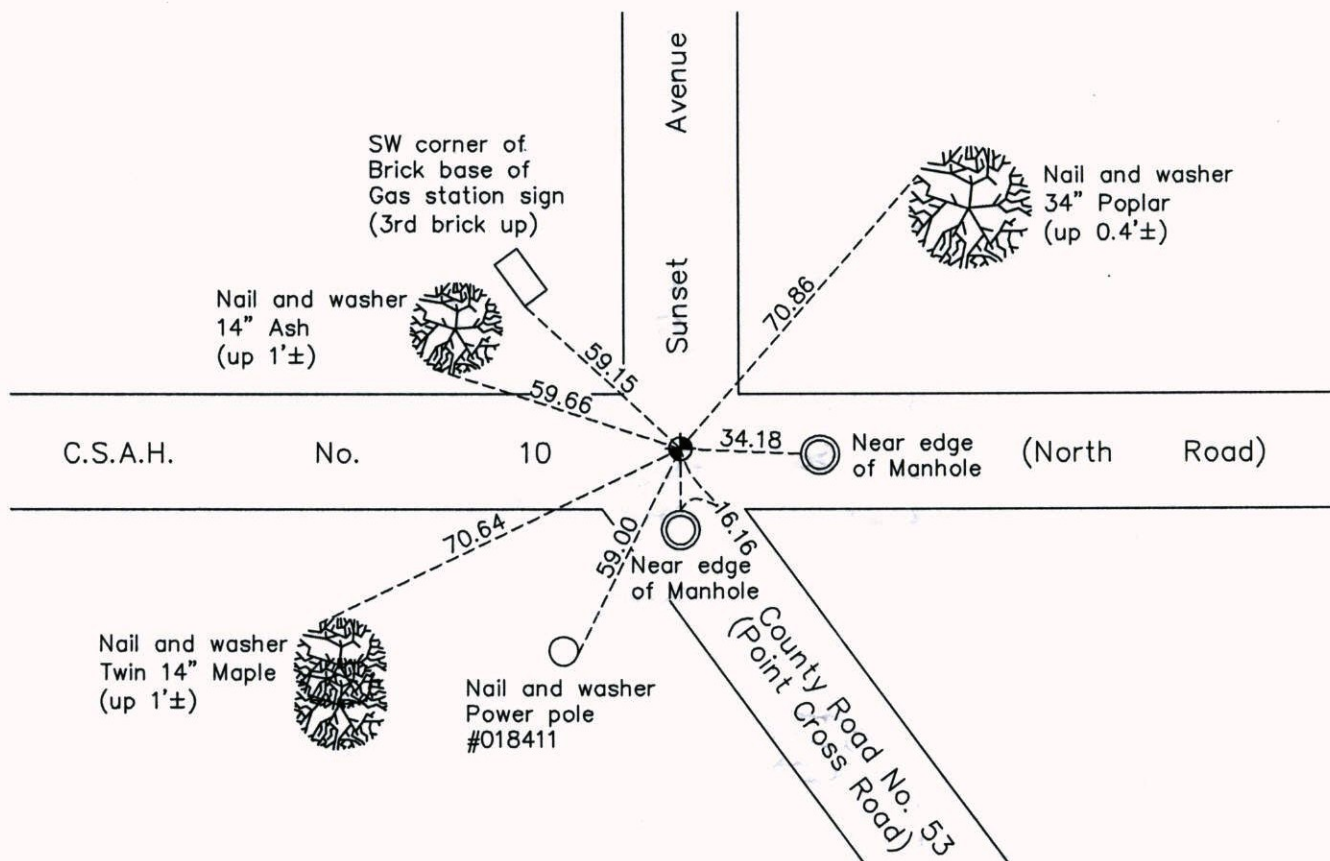 Sunset Avenue
SW corner of
Brick base of
Gas station sign
(3rd brick up)
Nail and washer
34" Poplar
(up 0.4'±)
Nail and washer
14" Ash
(up 1'±)
70.86
59.15
59.66
34.18
C.S.A.H. No. 10 (North Road)
Near edge
of Manhole
70.64
59.00
16.16
Near edge
of Manhole
Nail and washer
Twin 14" Maple
(up 1'±)
Nail and washer
Power pole
#018411
County Road No. 53
(Point Cross Road)